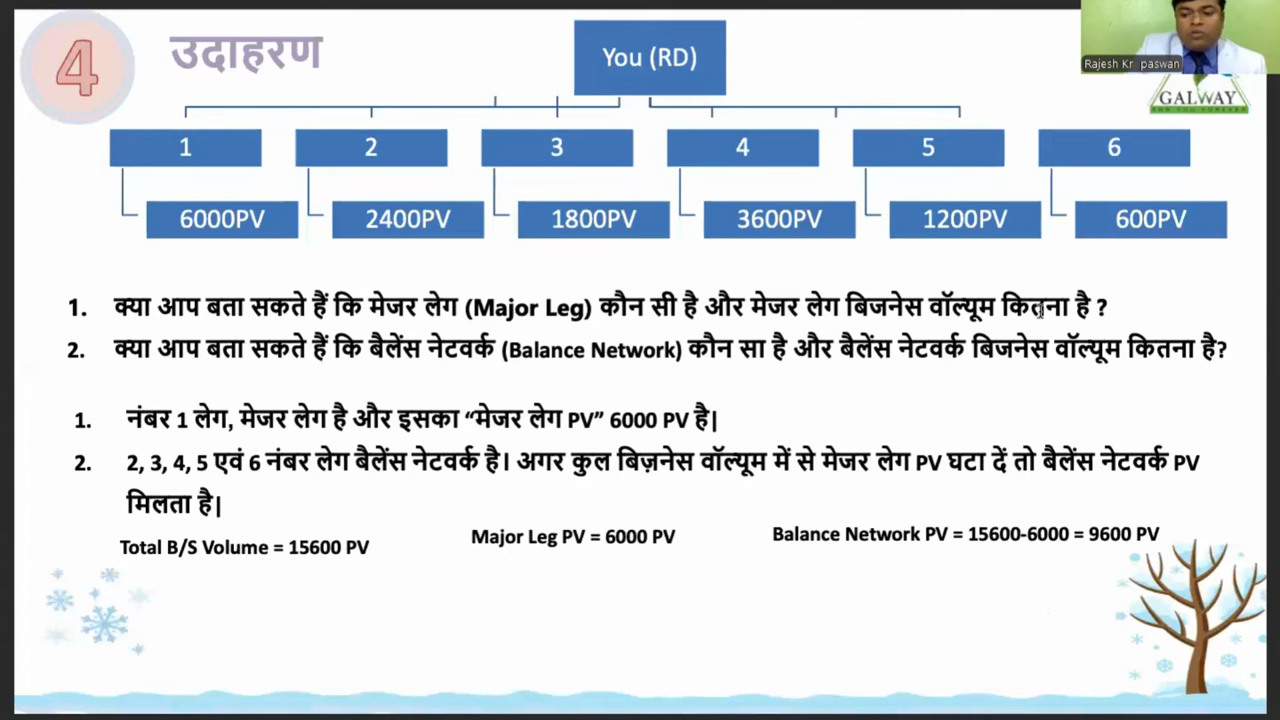 4
उदाहरण
You (RD)
Rajesh Kr paswan
GALWAY
FOR YOU FOREVER
1 2 3 4 5 6
6000PV 2400PV 1800PV 3600PV 1200PV 600PV
1. क्या आप बता सकते हैं कि मेजर लेग (Major Leg) कौन सी है और मेजर लेग बिजनेस वॉल्यूम कितना है ?
2. क्या आप बता सकते हैं कि बैलेंस नेटवर्क (Balance Network) कौन सा है और बैलेंस नेटवर्क बिजनेस वॉल्यूम कितना है?
1. नंबर 1 लेग, मेजर लेग है और इसका “मेजर लेग PV” 6000 PV है।
2. 2, 3, 4, 5 एवं 6 नंबर लेग बैलेंस नेटवर्क है। अगर कुल बिज़नेस वॉल्यूम में से मेजर लेग PV घटा दें तो बैलेंस नेटवर्क PV
मिलता है।
Total B/S Volume = 15600 PV Major Leg PV = 6000 PV Balance Network PV = 15600-6000 = 9600 PV